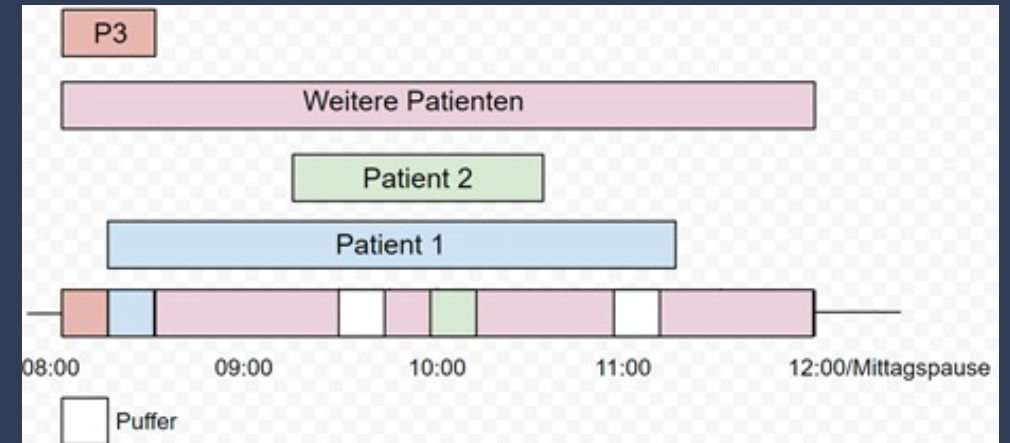 P3
Weitere Patienten
Patient 2
Patient 1
08:00 09:00 10:00 11:00 12:00/Mittagspause
Puffer